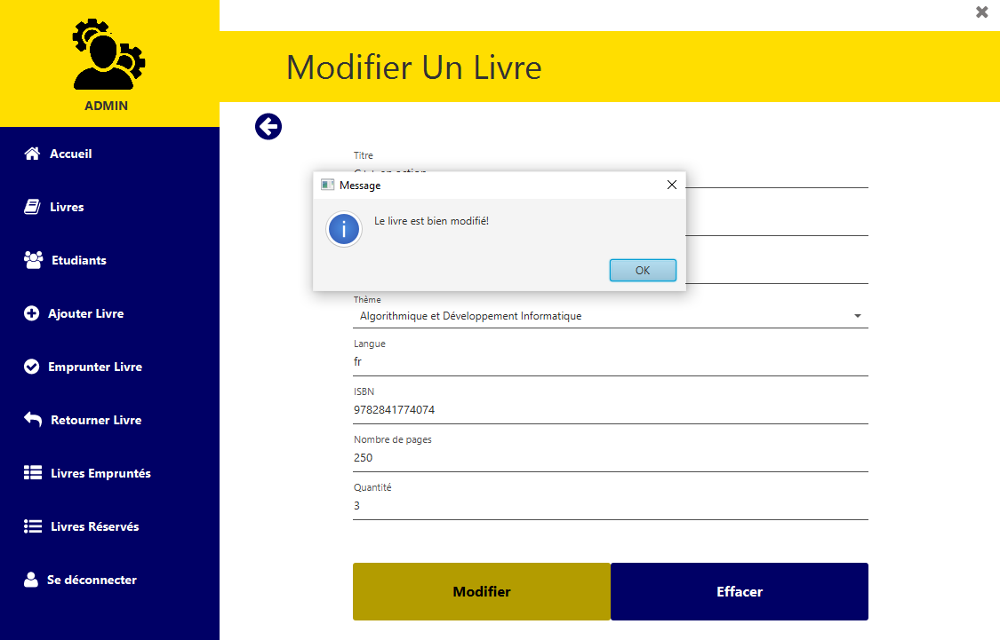 ADMIN
Accueil
Livres
Etudiants
Ajouter Livre
Emprunter Livre
Retourner Livre
Livres Empruntés
Livres Réservés
Se déconnecter
Modifier Un Livre
Titre
Message
Le livre est bien modifié!
OK
Thème
Algorithmique et Développement Informatique
Langue
fr
ISBN
9782841774074
Nombre de pages
250
Quantité
3
Modifier
Effacer